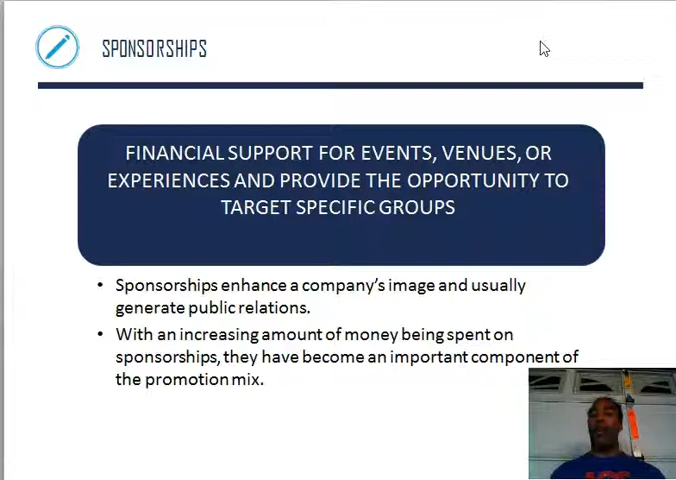 SPONSORSHIPS
FINANCIAL SUPPORT FOR EVENTS, VENUES, OR
EXPERIENCES AND PROVIDE THE OPPORTUNITY TO
TARGET SPECIFIC GROUPS
• Sponsorships enhance a company's image and usually
generate public relations.
• With an increasing amount of money being spent on
sponsorships, they have become an important component of
the promotion mix.